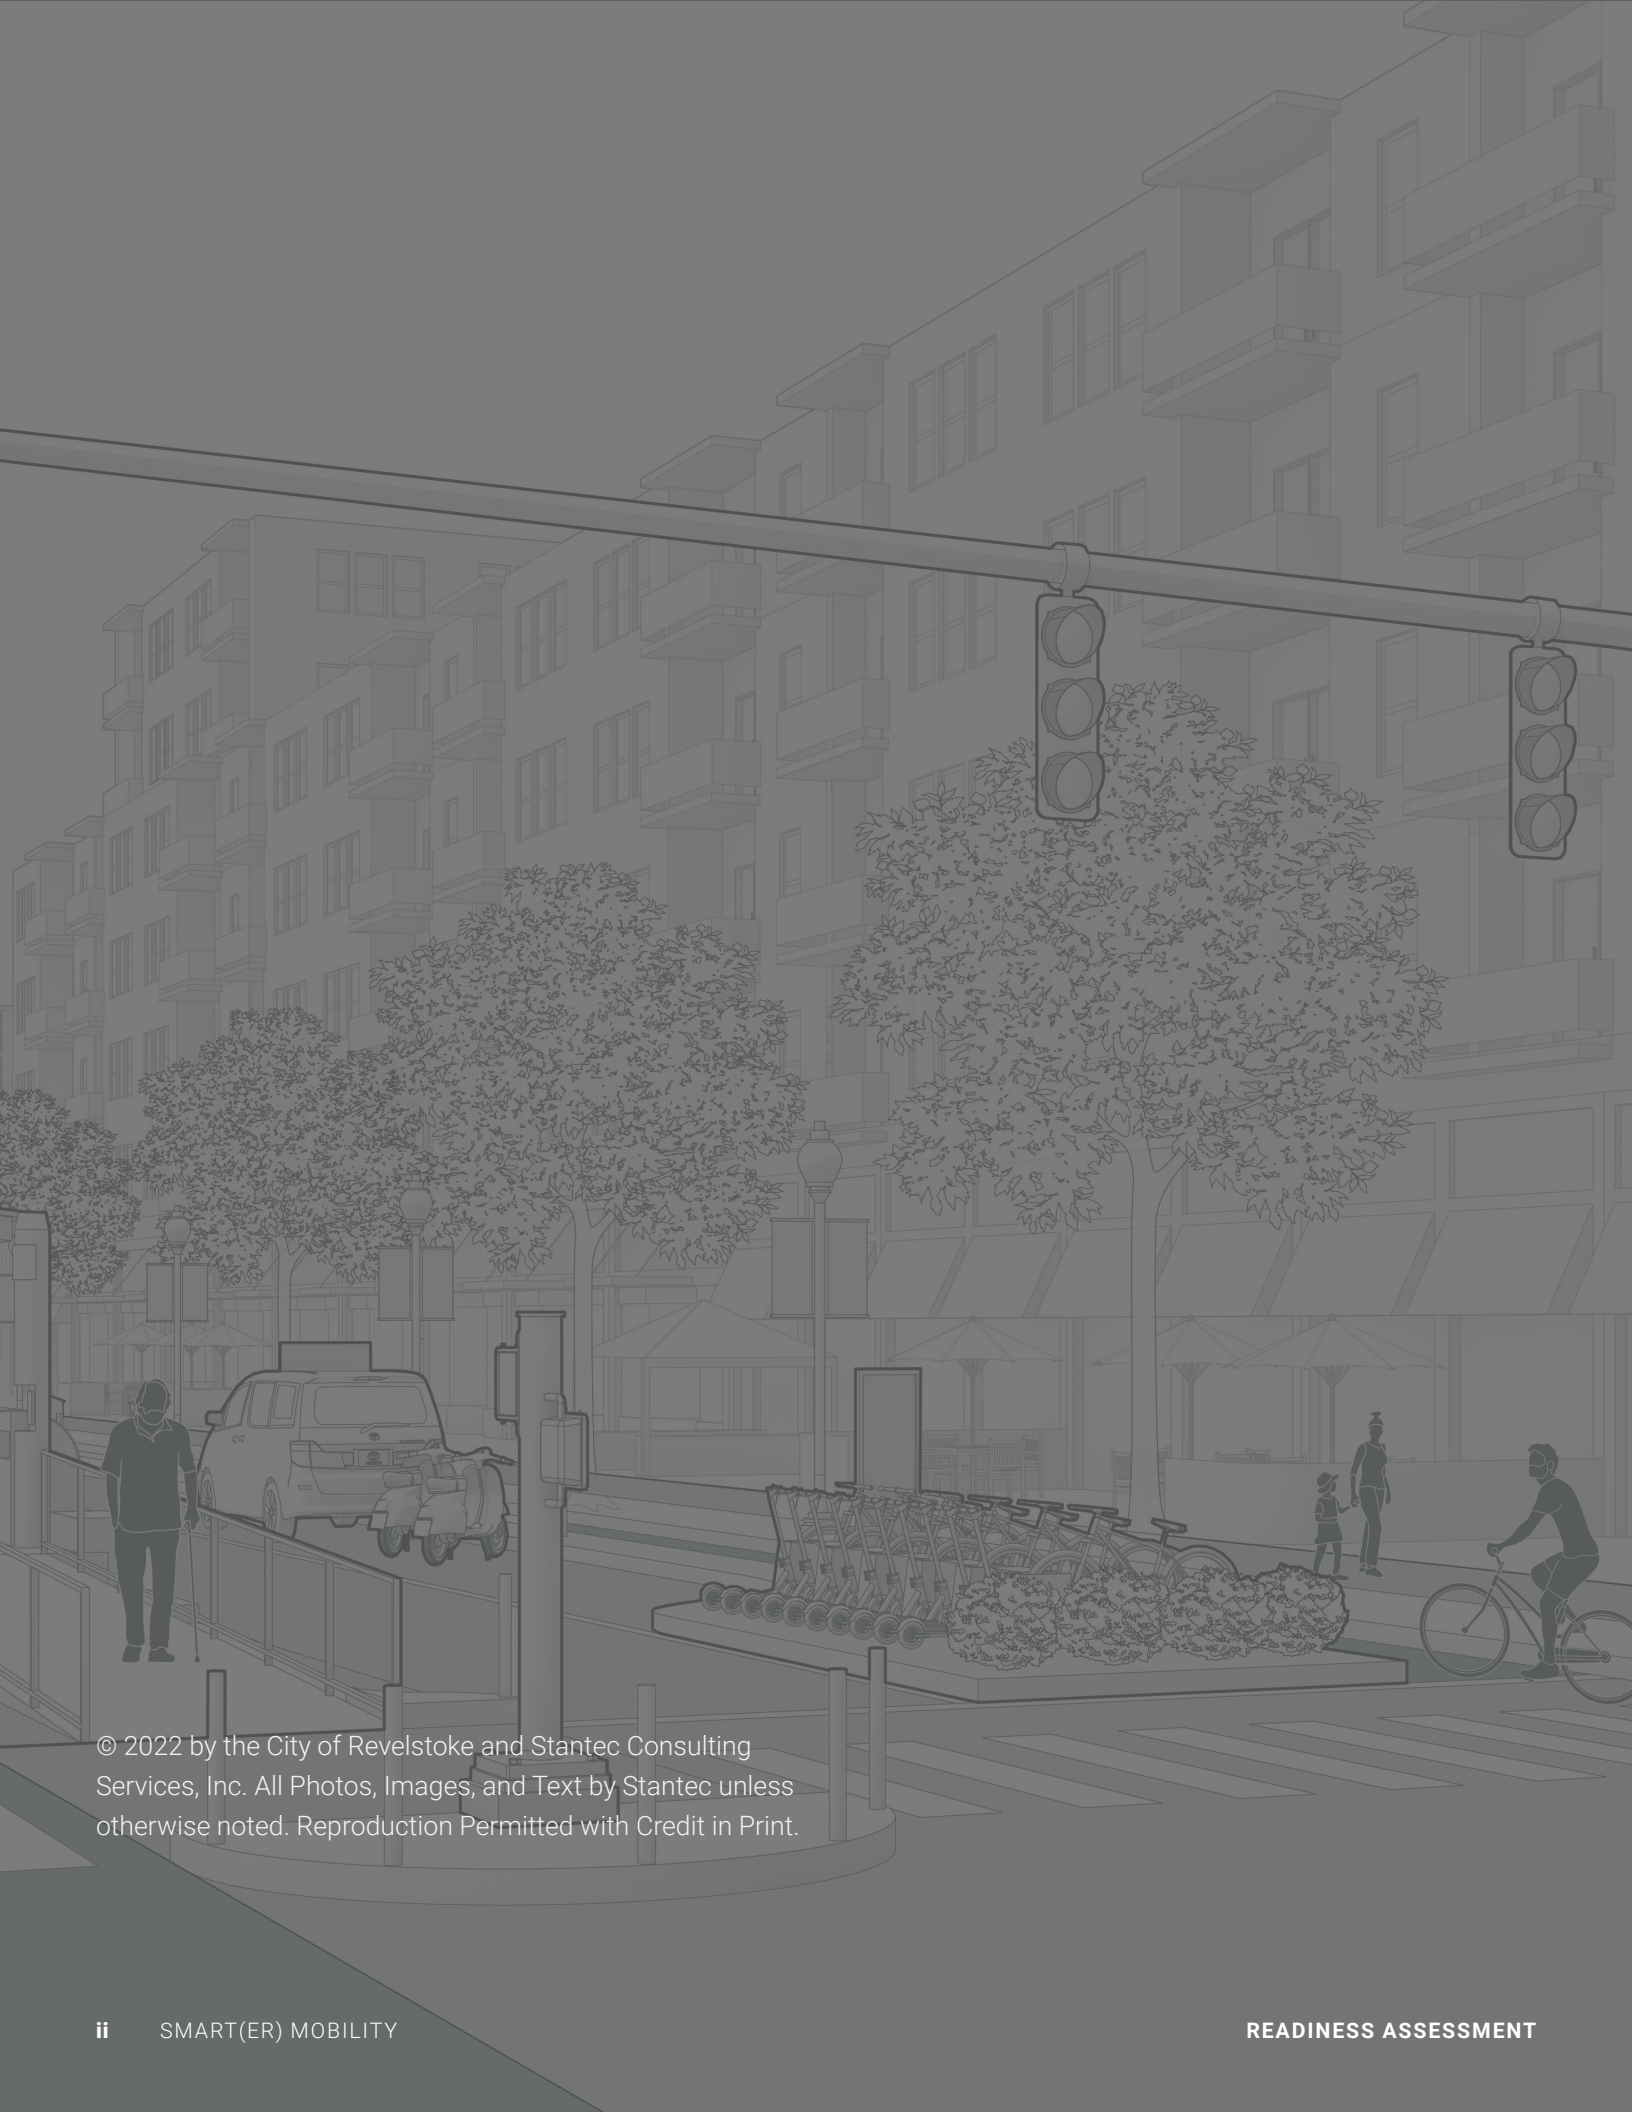 © 2022 by the City of Revelstoke and Stantec Consulting
Services, Inc. All Photos, Images, and Text by Stantec unless
otherwise noted. Reproduction Permitted with Credit in Print.
ii SMART(ER) MOBILITY READINESS ASSESSMENT